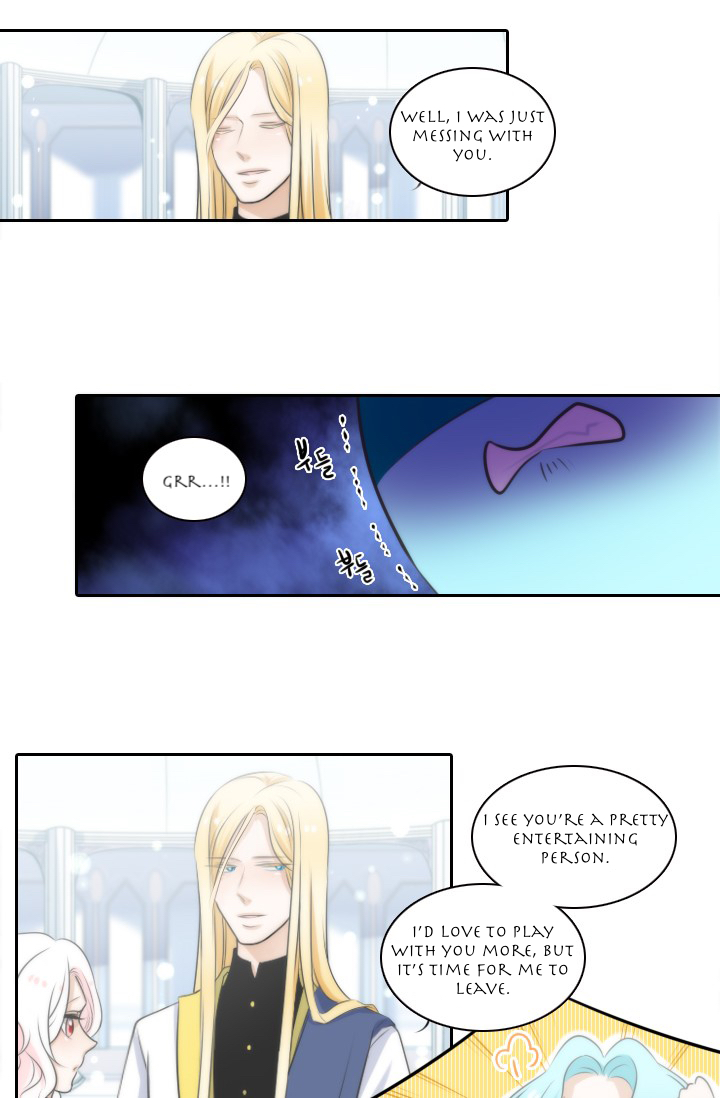 WELL, I WAS JUST
MESSING WITH
YOU.
GRR...!!
부들
부들
I SEE YOU'RE A PRETTY
ENTERTAINING
PERSON.
I'D LOVE TO PLAY
WITH YOU MORE, BUT
IT'S TIME FOR ME TO
LEAVE.